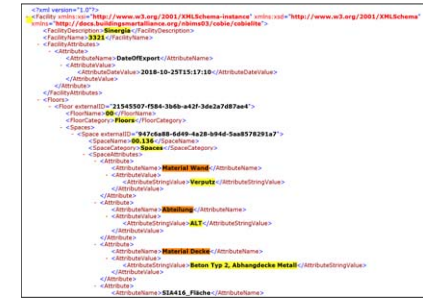 <?xml version="1.0"?>
<Facility xmlns:xsi="http://www.w3.org/2001/XMLSchema-instance" xmlns:xsd="http://www.w3.org/2001/XMLSchema"
xmlns="http://docs.buildingsmartalliance.org/nbims03/cobie/cobielite">
<FacilityDescription>Sinergia</FacilityDescription>
<FacilityName>3321</FacilityName>
- <FacilityAttributes>
- <Attribute>
<AttributeName>DateOfExport</AttributeName>
- <AttributeValue>
<AttributeDateValue>2018-10-25T15:17:10</AttributeDateValue>
</AttributeValue>
</Attribute>
</FacilityAttributes>
- <Floors>
- <Floor externalID="21545507-f584-3b6b-a42f-3de2a7d87ae4">
<FloorName>00</FloorName>
<FloorCategory>Floors</FloorCategory>
- <Spaces>
- <Space externalID="947c6a88-6d49-4a28-b94d-5aa8578291a7">
<SpaceName>00.136</SpaceName>
<SpaceCategory>Spaces</SpaceCategory>
- <SpaceAttributes>
- <Attribute>
<AttributeName>Material Wand</AttributeName>
- <AttributeValue>
<AttributeStringValue>Verputz</AttributeStringValue>
</AttributeValue>
</Attribute>
- <Attribute>
<AttributeName>Abteilung</AttributeName>
- <AttributeValue>
<AttributeStringValue>ALT</AttributeStringValue>
</AttributeValue>
</Attribute>
- <Attribute>
<AttributeName>Material Decke</AttributeName>
- <AttributeValue>
<AttributeStringValue>Beton Typ 2, Abhangdecke Metall</AttributeStringValue>
</AttributeValue>
</Attribute>
- <Attribute>
<AttributeName>SIA416_Fläche</AttributeName>